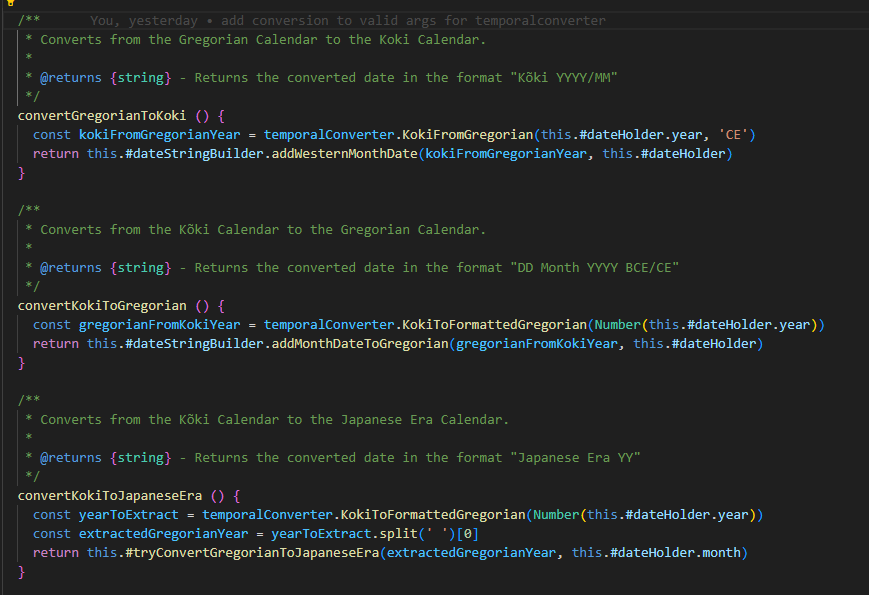 /**      You, yesterday • add conversion to valid args for temporalconverter
 * Converts from the Gregorian Calendar to the Koki Calendar.
 *
 * @returns {string} - Returns the converted date in the format "Kõki YYYY/MM"
 */
convertGregorianToKoki () {
  const kokiFromGregorianYear = temporalConverter.KokiFromGregorian(this.#dateHolder.year, 'CE')
  return this.#dateStringBuilder.addWesternMonthDate(kokiFromGregorianYear, this.#dateHolder)
}
/**
 * Converts from the Kõki Calendar to the Gregorian Calendar.
 *
 * @returns {string} - Returns the converted date in the format "DD Month YYYY BCE/CE"
 */
convertKokiToGregorian () {
  const gregorianFromKokiYear = temporalConverter.KokiToFormattedGregorian(Number(this.#dateHolder.year))
  return this.#dateStringBuilder.addMonthDateToGregorian(gregorianFromKokiYear, this.#dateHolder)
}
/**
 * Converts from the Kõki Calendar to the Japanese Era Calendar.
 *
 * @returns {string} - Returns the converted date in the format "Japanese Era YY"
 */
convertKokiToJapaneseEra () {
  const yearToExtract = temporalConverter.KokiToFormattedGregorian(Number(this.#dateHolder.year))
  const extractedGregorianYear = yearToExtract.split(' ')[0]
  return this.#tryConvertGregorianToJapaneseEra(extractedGregorianYear, this.#dateHolder.month)
}